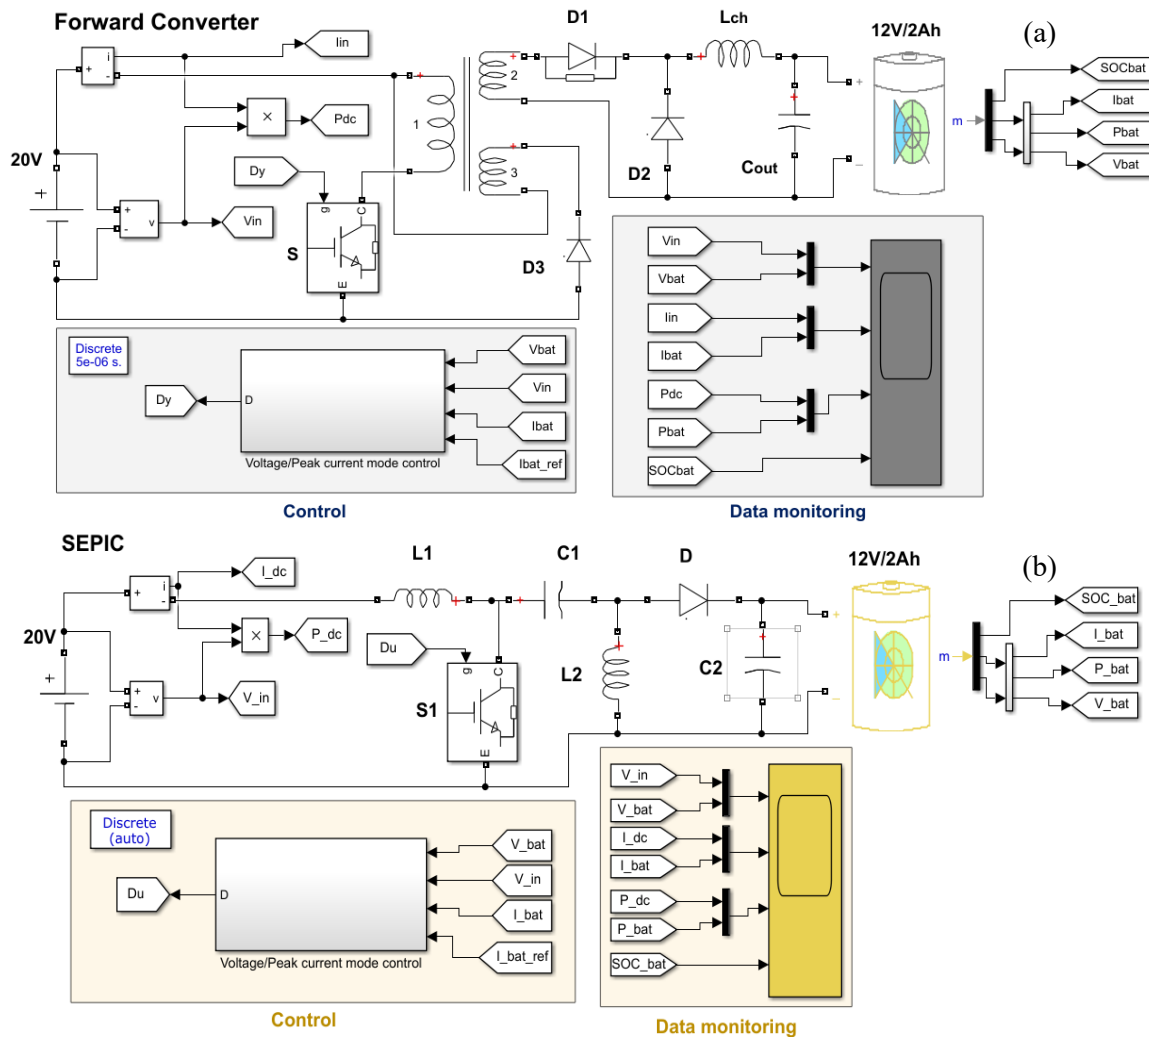 Forward Converter
D1
Lch
12V/2Ah
(a)
Iin
i
+
-
SOCbat
Ibat
Pbat
Vbat
m
+
-
2
1
3
×
Pdc
20V
+
Dy
D2
Cout
+
-
v
Vin
g
C
S
E
D3
Discrete
5e-06 s.
Vbat
Vin
Ibat
Ibat_ref
D
Dy
Voltage/Peak current mode control
Control
Vin
Vbat
Iin
Ibat
Pdc
Pbat
SOCbat
Data monitoring
SEPIC
L1
C1
D
12V/2Ah
(b)
I_dc
i
+
-
SOC_bat
I_bat
P_bat
V_bat
m
+
-
×
P_dc
20V
+
Du
+
-
v
V_in
g
C
S1
E
L2
C2
Discrete
(auto)
V_bat
V_in
I_bat
I_bat_ref
D
Du
Voltage/Peak current mode control
Control
V_in
V_bat
I_dc
I_bat
P_dc
P_bat
SOC_bat
Data monitoring